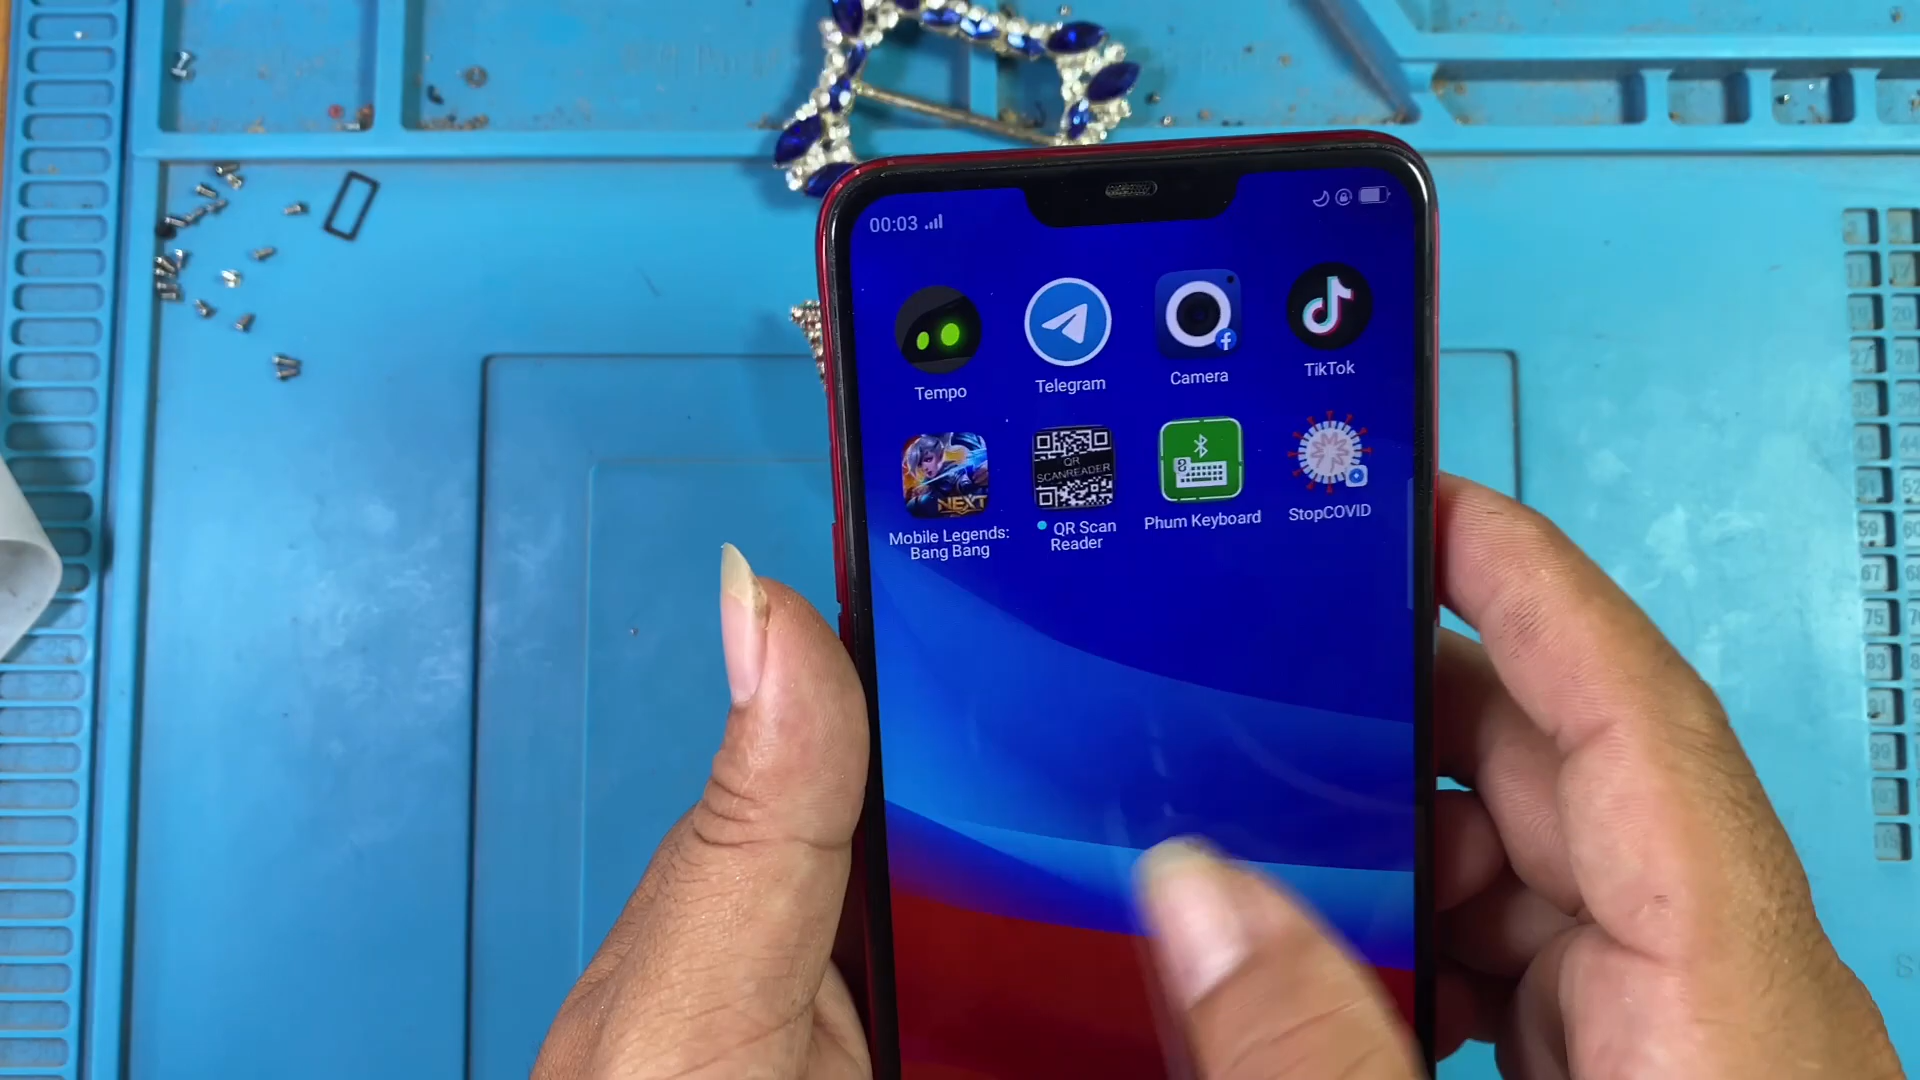 00:03
Tempo
Telegram
Camera
TikTok
NEXT
QR
SCANREADER
Mobile Legends:
Bang Bang
QR Scan
Reader
Phum Keyboard
StopCOVID